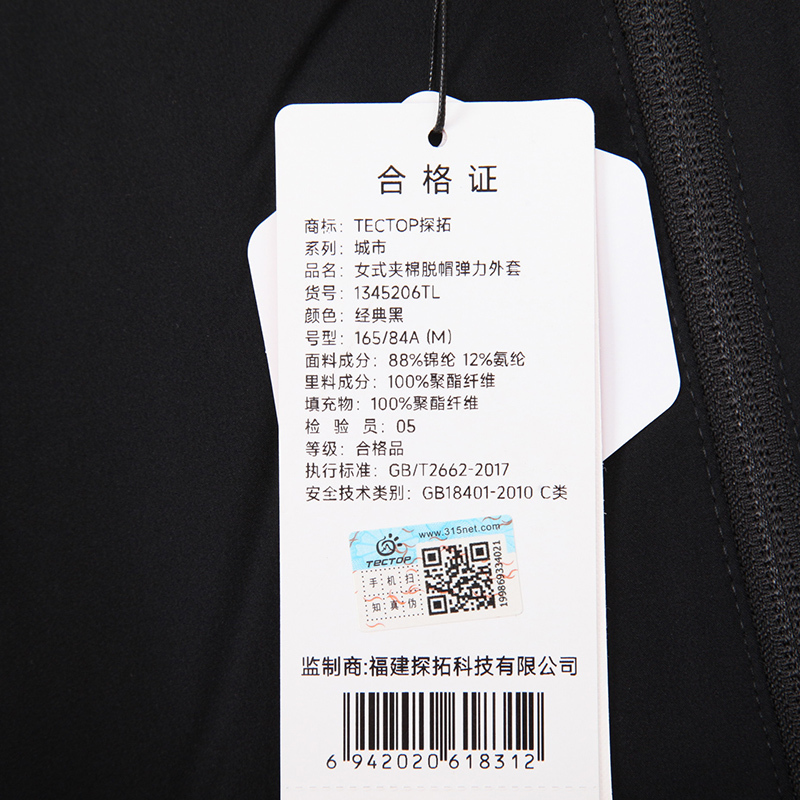 合格证
商标：TECTOP探拓
系列：城市
品名：女式夹棉脱帽弹力外套
货号：1345206TL
颜色：经典黑
号型：165/84A (M)
面料成分：88%锦纶 12%氨纶
里料成分：100%聚酯纤维
填充物：100%聚酯纤维
检 验 员：05
等级：合格品
执行标准：GB/T2662-2017
安全技术类别：GB18401-2010 C类
www.315net.com
TECTOP
手机扫
知真伪
199869334021
监制商:福建探拓科技有限公司
6 942020 618312